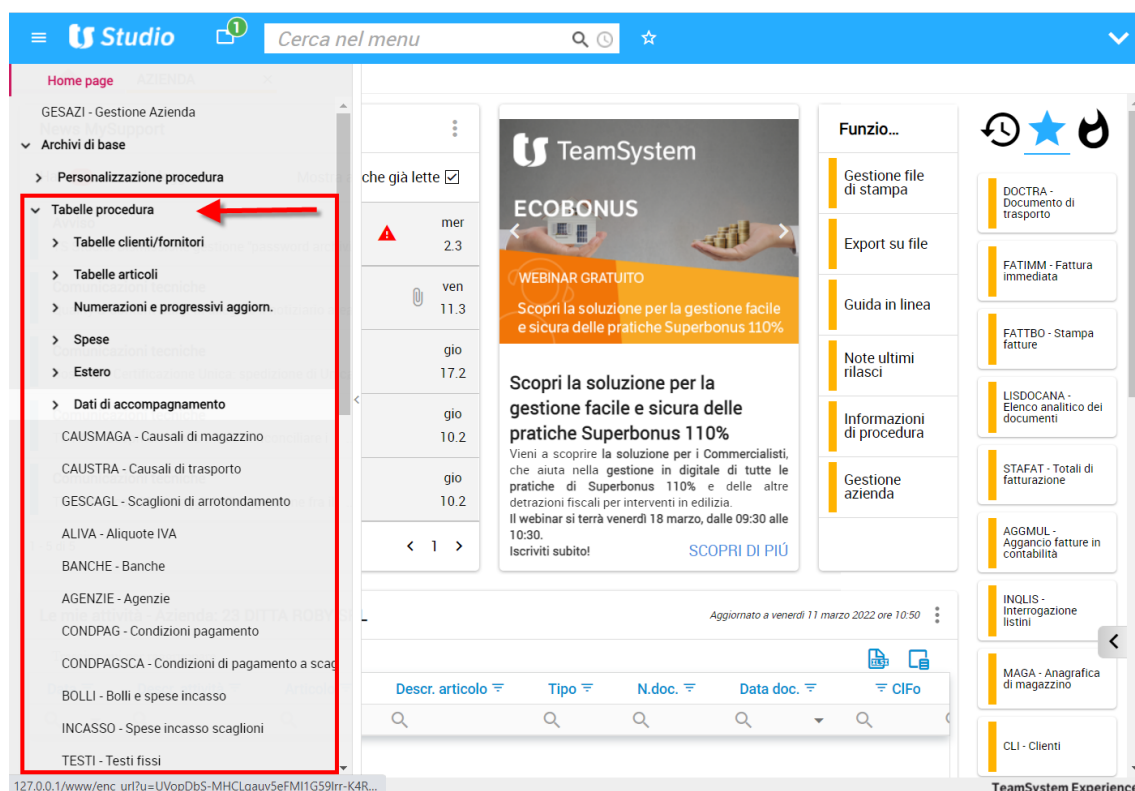 Studio
1
Cerca nel menu
Home page
GESAZI - Gestione Azienda
Archivi di base
Personalizzazione procedura
Tabelle procedura
Tabelle clienti/fornitori
Tabelle articoli
Numerazioni e progressivi aggiorn.
Spese
Estero
Dati di accompagnamento
CAUSMAGA - Causali di magazzino
CAUSTRA - Causali di trasporto
GESCAGL - Scaglioni di arrotondamento
ALIVA - Aliquote IVA
BANCHE - Banche
AGENZIE - Agenzie
CONDPAG - Condizioni pagamento
CONDPAGSCA - Condizioni di pagamento a scag
BOLLI - Bolli e spese incasso
INCASSO - Spese incasso scaglioni
TESTI - Testi fissi
che già lette
mer
2.3
ven
11.3
gio
17.2
gio
10.2
gio
10.2
1
TeamSystem
ECOBONUS
WEBINAR GRATUITO
Scopri la soluzione per la gestione facile
e sicura delle pratiche Superbonus 110%
Scopri la soluzione per la
gestione facile e sicura delle
pratiche Superbonus 110%
Vieni a scoprire la soluzione per i Commercialisti,
che aiuta nella gestione in digitale di tutte le
pratiche di Superbonus 110% e delle altre
detrazioni fiscali per interventi in edilizia.
Il webinar si terrà venerdì 18 marzo, dalle 09:30 alle
10:30.
Iscriviti subito!
SCOPRI DI PIÚ
Funzio...
Gestione file
di stampa
Export su file
Guida in linea
Note ultimi
rilasci
Informazioni
di procedura
Gestione
azienda
DOCTRA -
Documento di
trasporto
FATIMM - Fattura
immediata
FATTBO - Stampa
fatture
LISDOCANA -
Elenco analitico dei
documenti
STAFAT - Totali di
fatturazione
AGGMUL -
Aggancio fatture in
contabilità
INQLIS -
Interrogazione
listini
MAGA - Anagrafica
di magazzino
CLI - Clienti
Aggiornato a venerdì 11 marzo 2022 ore 10:50
Descr. articolo
Tipo
N.doc.
Data doc.
ClFo
TeamSystem Experience